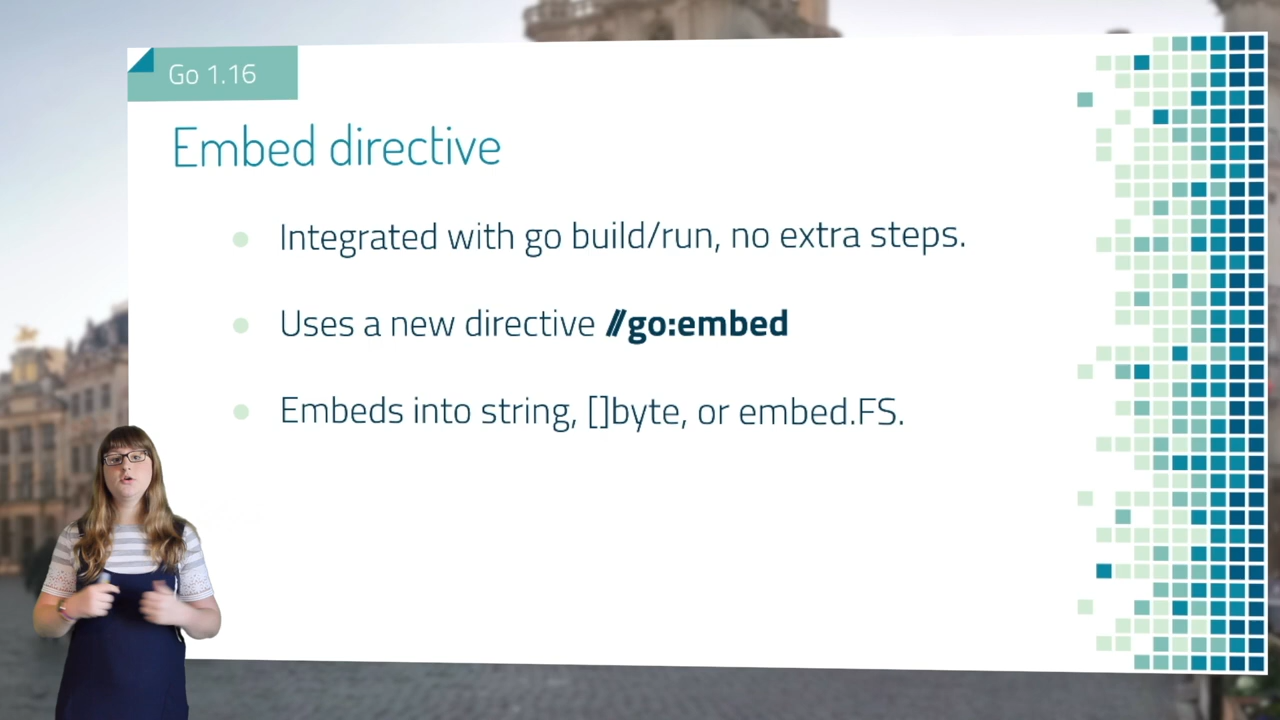 Go 1.16
Embed directive
Integrated with go build/run, no extra steps.
Uses a new directive //go:embed
Embeds into string, []byte, or embed.FS.